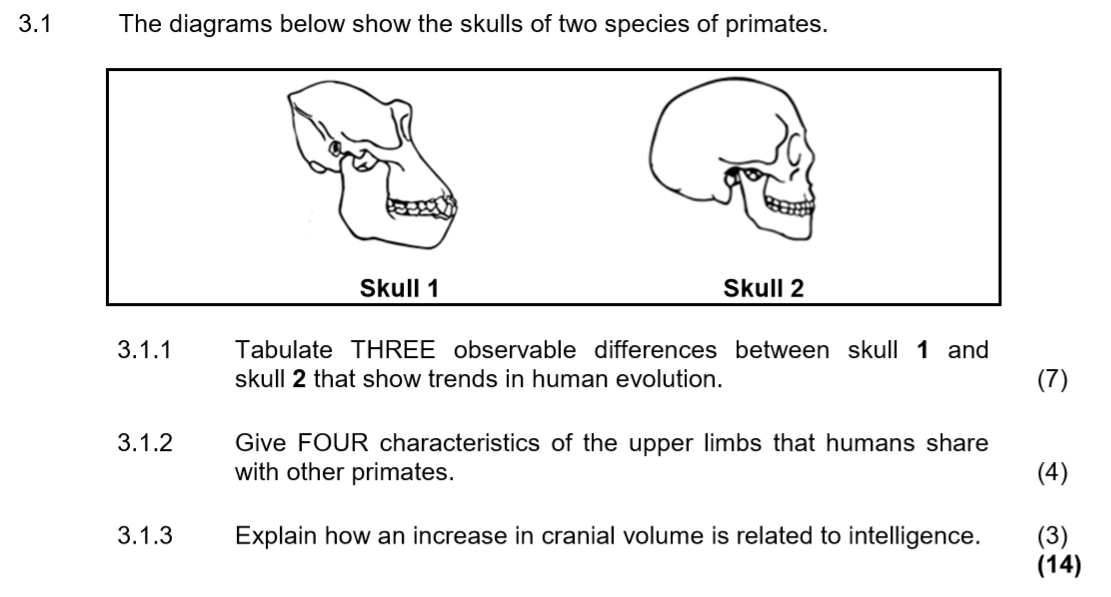 3.1 The diagrams below show the skulls of two species of primates.
Skull 1
Skull 2
3.1.1 Tabulate THREE observable differences between skull 1 and
skull 2 that show trends in human evolution. (7)
3.1.2 Give FOUR characteristics of the upper limbs that humans share
with other primates. (4)
3.1.3 Explain how an increase in cranial volume is related to intelligence. (3)
(14)